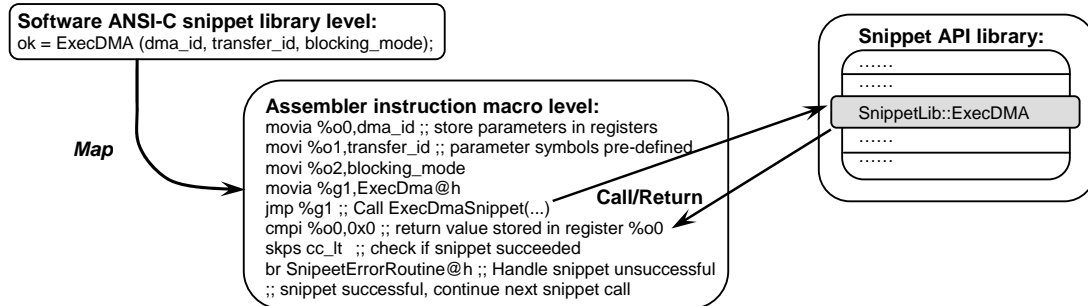 Software ANSI-C snippet library level:
ok = ExecDMA (dma_id, transfer_id, blocking_mode);
Map
Assembler instruction macro level:
movia %o0,dma_id ;; store parameters in registers
movi %o1,transfer_id ;; parameter symbols pre-defined
movi %o2,blocking_mode
movia %g1,ExecDma@h
jmp %g1 ;; Call ExecDmaSnippet(...)
cmpi %o0,0x0 ;; return value stored in register %o0
skps cc_lt ;; check if snippet succeeded
br SnipeetErrorRoutine@h ;; Handle snippet unsuccessful
;; snippet successful, continue next snippet call
Call/Return
Snippet API library:
......
......
SnippetLib::ExecDMA
......
......